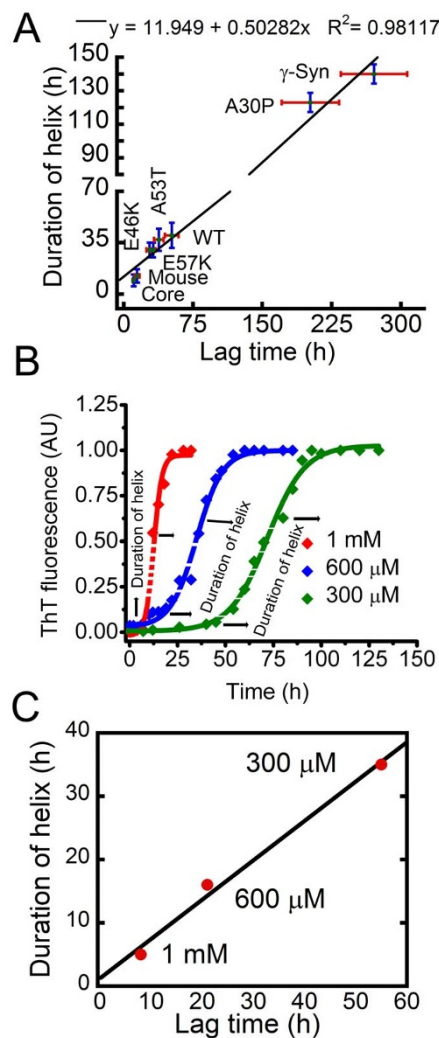 A
y = 11.949 + 0.50282x R²= 0.98117
Duration of helix (h)
150
130
110
90
70
35
0
γ-Syn
A30P
E46K
A53T
WT
E57K
Mouse
Core
0 75 150 225 300
Lag time (h)
B
ThT fluorescence (AU)
1.25
1.00
0.75
0.50
0.25
0.00
Duration of helix
Duration of helix
Duration of helix
1 mM
600 μM
300 μM
0 25 50 75 100 125
Time (h)
C
Duration of helix (h)
40
30
20
10
0
300 μM
600 μM
1 mM
0 10 20 30 40 50 60
Lag time (h)